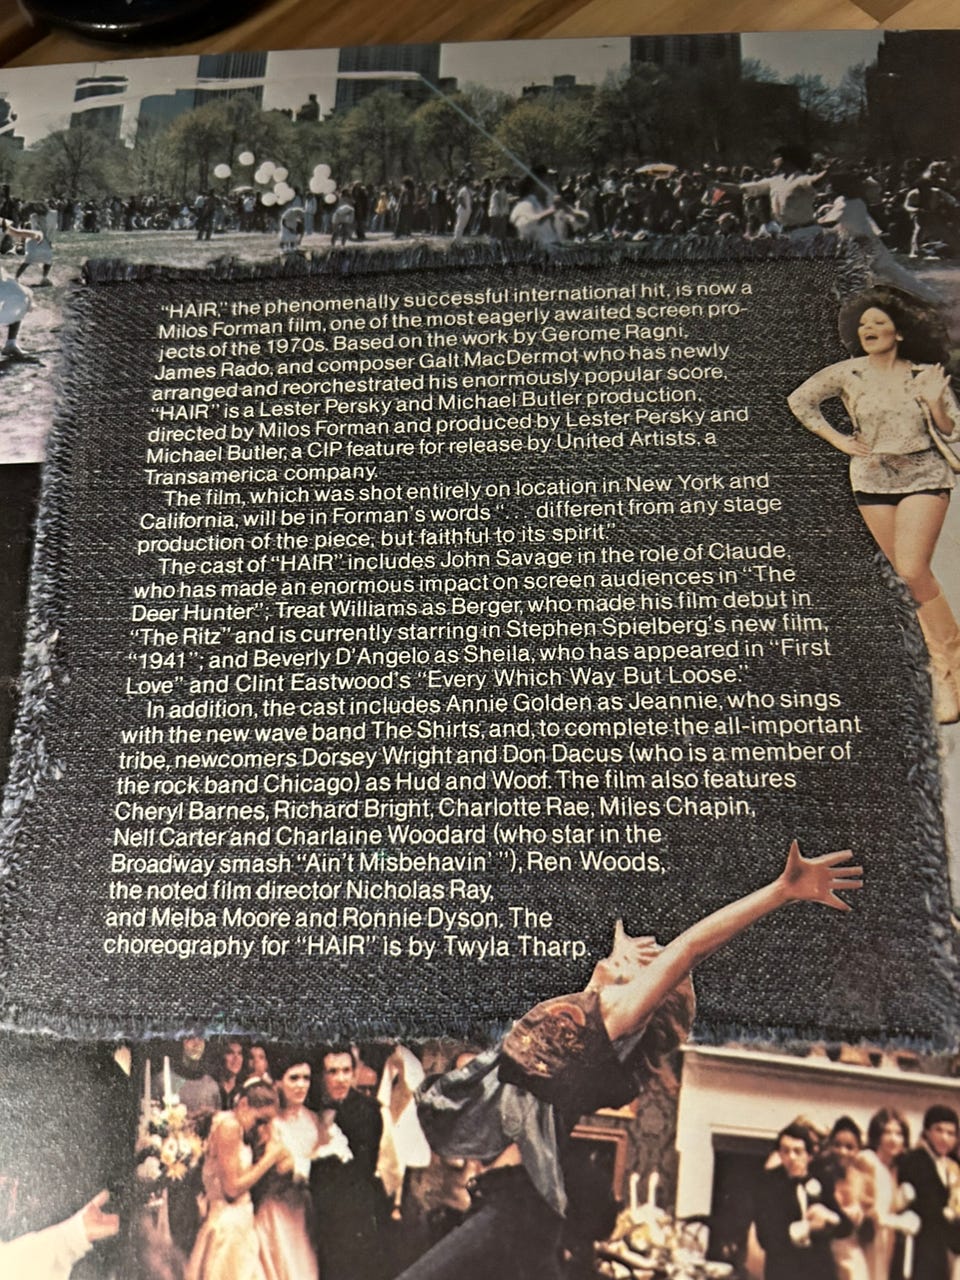 “HAIR,” the phenomenally successful international hit, is now a
Milos Forman film, one of the most eagerly awaited screen pro-
jects of the 1970s. Based on the work by Gerome Ragni,
James Rado, and composer Galt MacDermot who has newly
arranged and reorchestrated his enormously popular score,
“HAIR” is a Lester Persky and Michael Butler production,
directed by Milos Forman and produced by Lester Persky and
Michael Butler, a CIP feature for release by United Artists, a
Transamerica company.
The film, which was shot entirely on location in New York and
California, will be in Forman's words “. . . different from any stage
production of the piece, but faithful to its spirit.”
The cast of “HAIR” includes John Savage in the role of Claude,
who has made an enormous impact on screen audiences in “The
Deer Hunter”; Treat Williams as Berger, who made his film debut in
“The Ritz” and is currently starring in Stephen Spielberg's new film,
“1941”; and Beverly D'Angelo as Sheila, who has appeared in “First
Love” and Clint Eastwood's “Every Which Way But Loose.”
In addition, the cast includes Annie Golden as Jeannie, who sings
with the new wave band The Shirts, and, to complete the all-important
tribe, newcomers Dorsey Wright and Don Dacus (who is a member of
the rock band Chicago) as Hud and Woof. The film also features
Cheryl Barnes, Richard Bright, Charlotte Rae, Miles Chapin,
Nell Carter and Charlaine Woodard (who star in the
Broadway smash “Ain't Misbehavin' ”), Ren Woods,
the noted film director Nicholas Ray,
and Melba Moore and Ronnie Dyson. The
choreography for “HAIR” is by Twyla Tharp.